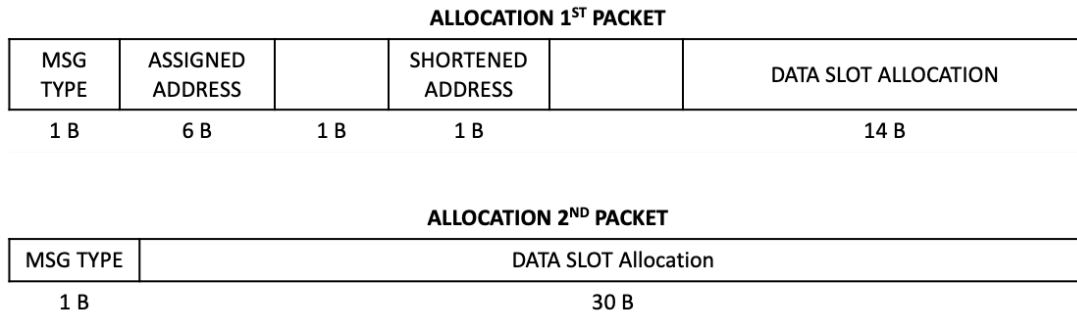 ALLOCATION 1ST PACKET
MSG TYPE
ASSIGNED ADDRESS
SHORTENED ADDRESS
DATA SLOT ALLOCATION
1 B
6 B
1 B
1 B
14 B
ALLOCATION 2ND PACKET
MSG TYPE
DATA SLOT Allocation
1 B
30 B